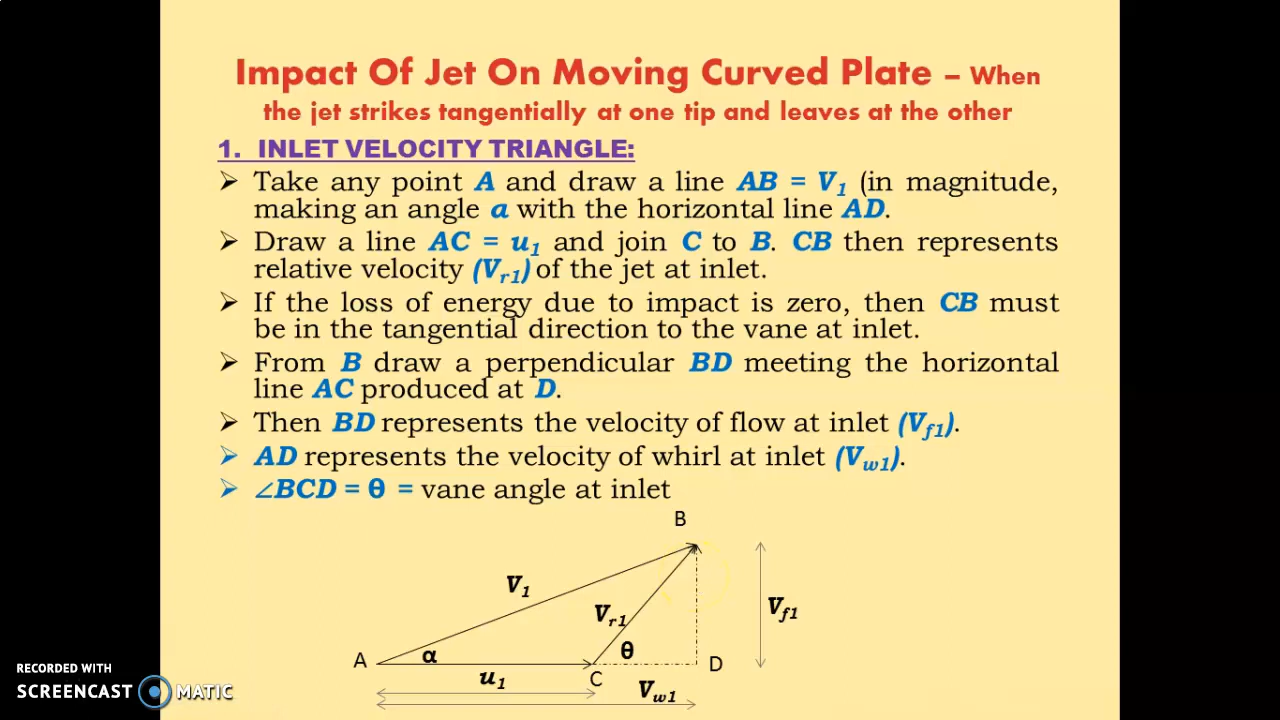 Impact Of Jet On Moving Curved Plate – When
the jet strikes tangentially at one tip and leaves at the other
1. INLET VELOCITY TRIANGLE:
➢ Take any point A and draw a line AB = V1 (in magnitude,
making an angle α with the horizontal line AD.
➢ Draw a line AC = u1 and join C to B. CB then represents
relative velocity (Vr1) of the jet at inlet.
➢ If the loss of energy due to impact is zero, then CB must
be in the tangential direction to the vane at inlet.
➢ From B draw a perpendicular BD meeting the horizontal
line AC produced at D.
➢ Then BD represents the velocity of flow at inlet (Vf1).
➢ AD represents the velocity of whirl at inlet (Vw1).
➢ ∠BCD = θ = vane angle at inlet
B
V1
Vr1
Vf1
A
α
θ
D
u1
C
Vw1
RECORDED WITH
SCREENCAST MATIC